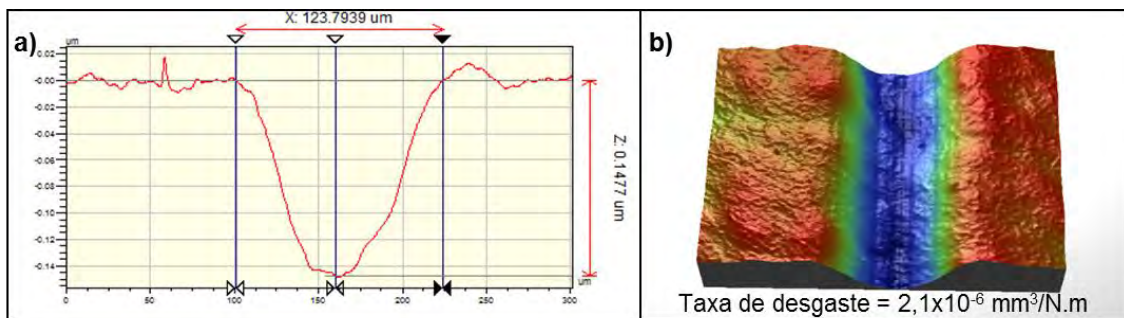 a)
X: 123.7939 um
um
0.02
-0.00
-0.02
-0.04
-0.06
-0.08
-0.10
-0.12
-0.14
0
50
100
150
200
250
300
um
Z: 0.1477 um
b)
Taxa de desgaste = 2,1x10⁻⁶ mm³/N.m